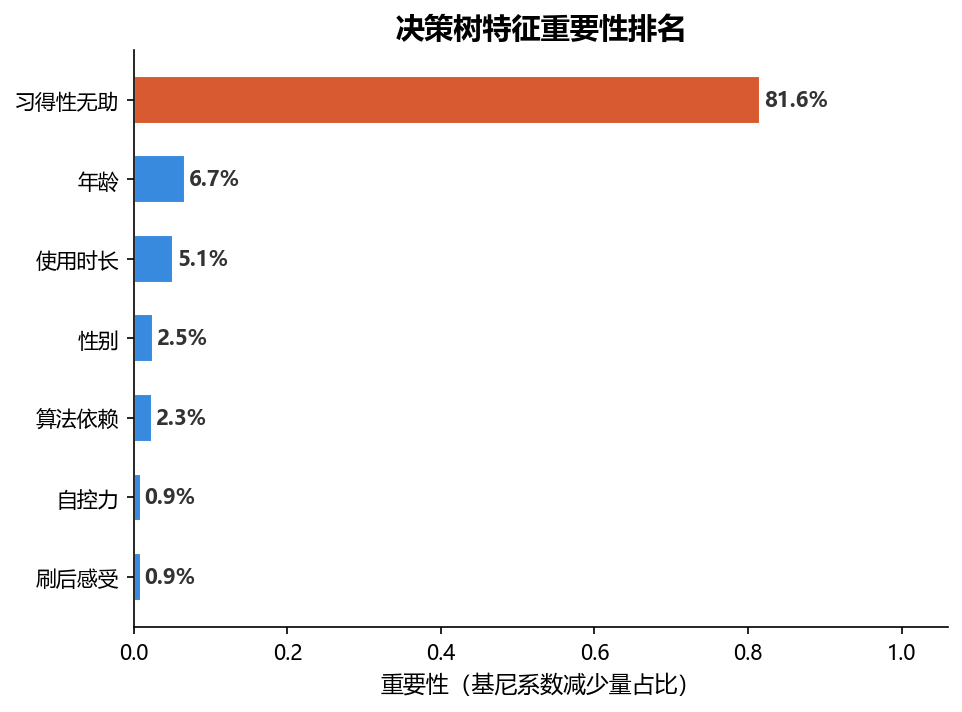 决策树特征重要性排名
习得性无助 81.6%
年龄 6.7%
使用时长 5.1%
性别 2.5%
算法依赖 2.3%
自控力 0.9%
刷后感受 0.9%
0.0 0.2 0.4 0.6 0.8 1.0
重要性（基尼系数减少量占比）